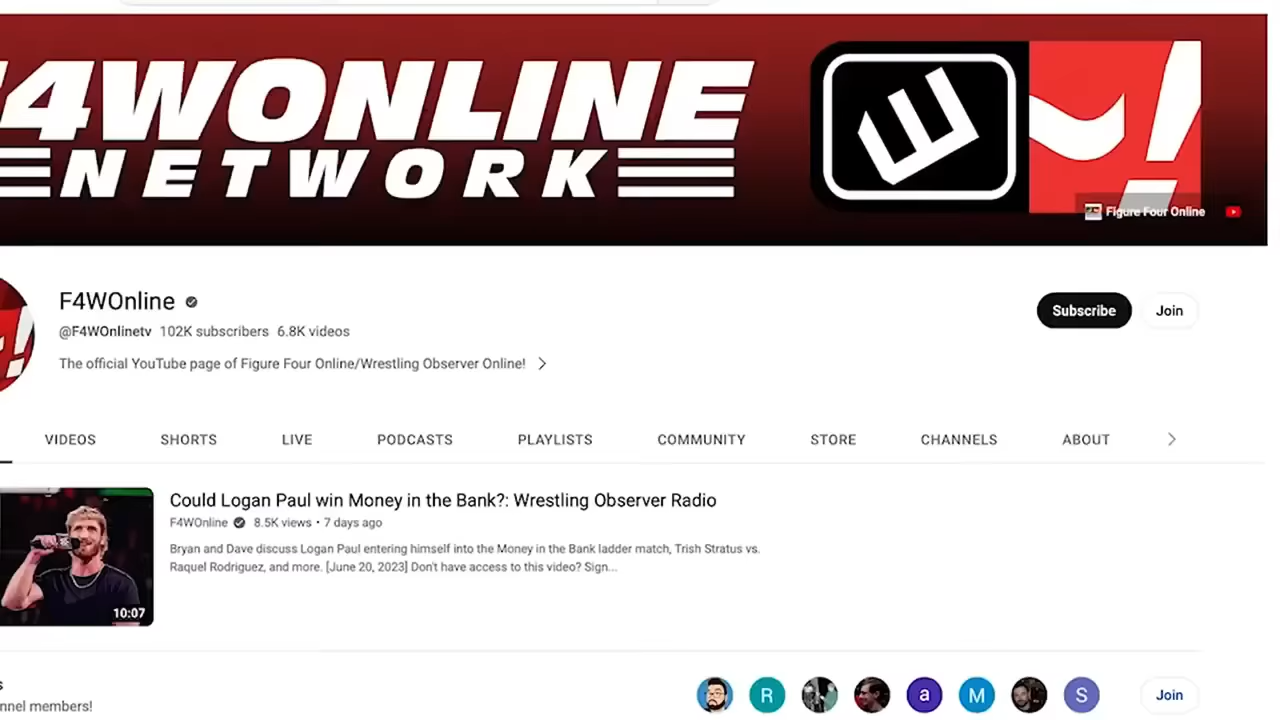 F4WONLINE
NETWORK
Figure Four Online
F4WOnline
@F4WOnlinetv 102K subscribers 6.8K videos
Subscribe
Join
The official YouTube page of Figure Four Online/Wrestling Observer Online!
VIDEOS SHORTS LIVE PODCASTS PLAYLISTS COMMUNITY STORE CHANNELS ABOUT
Could Logan Paul win Money in the Bank?: Wrestling Observer Radio
F4WOnline 8.5K views • 7 days ago
Bryan and Dave discuss Logan Paul entering himself into the Money in the Bank ladder match, Trish Stratus vs.
Raquel Rodriguez, and more. [June 20, 2023] Don't have access to this video? Sign...
10:07
R a M S
Join
nnel members!